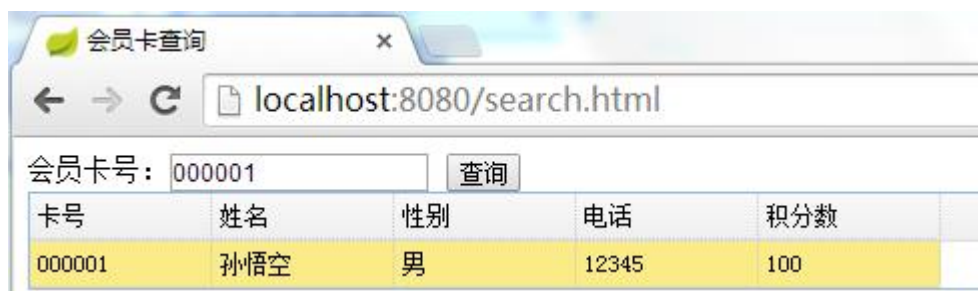 会员卡查询
localhost:8080/search.html
会员卡号：000001 查询
卡号 姓名 性别 电话 积分数
000001 孙悟空 男 12345 100